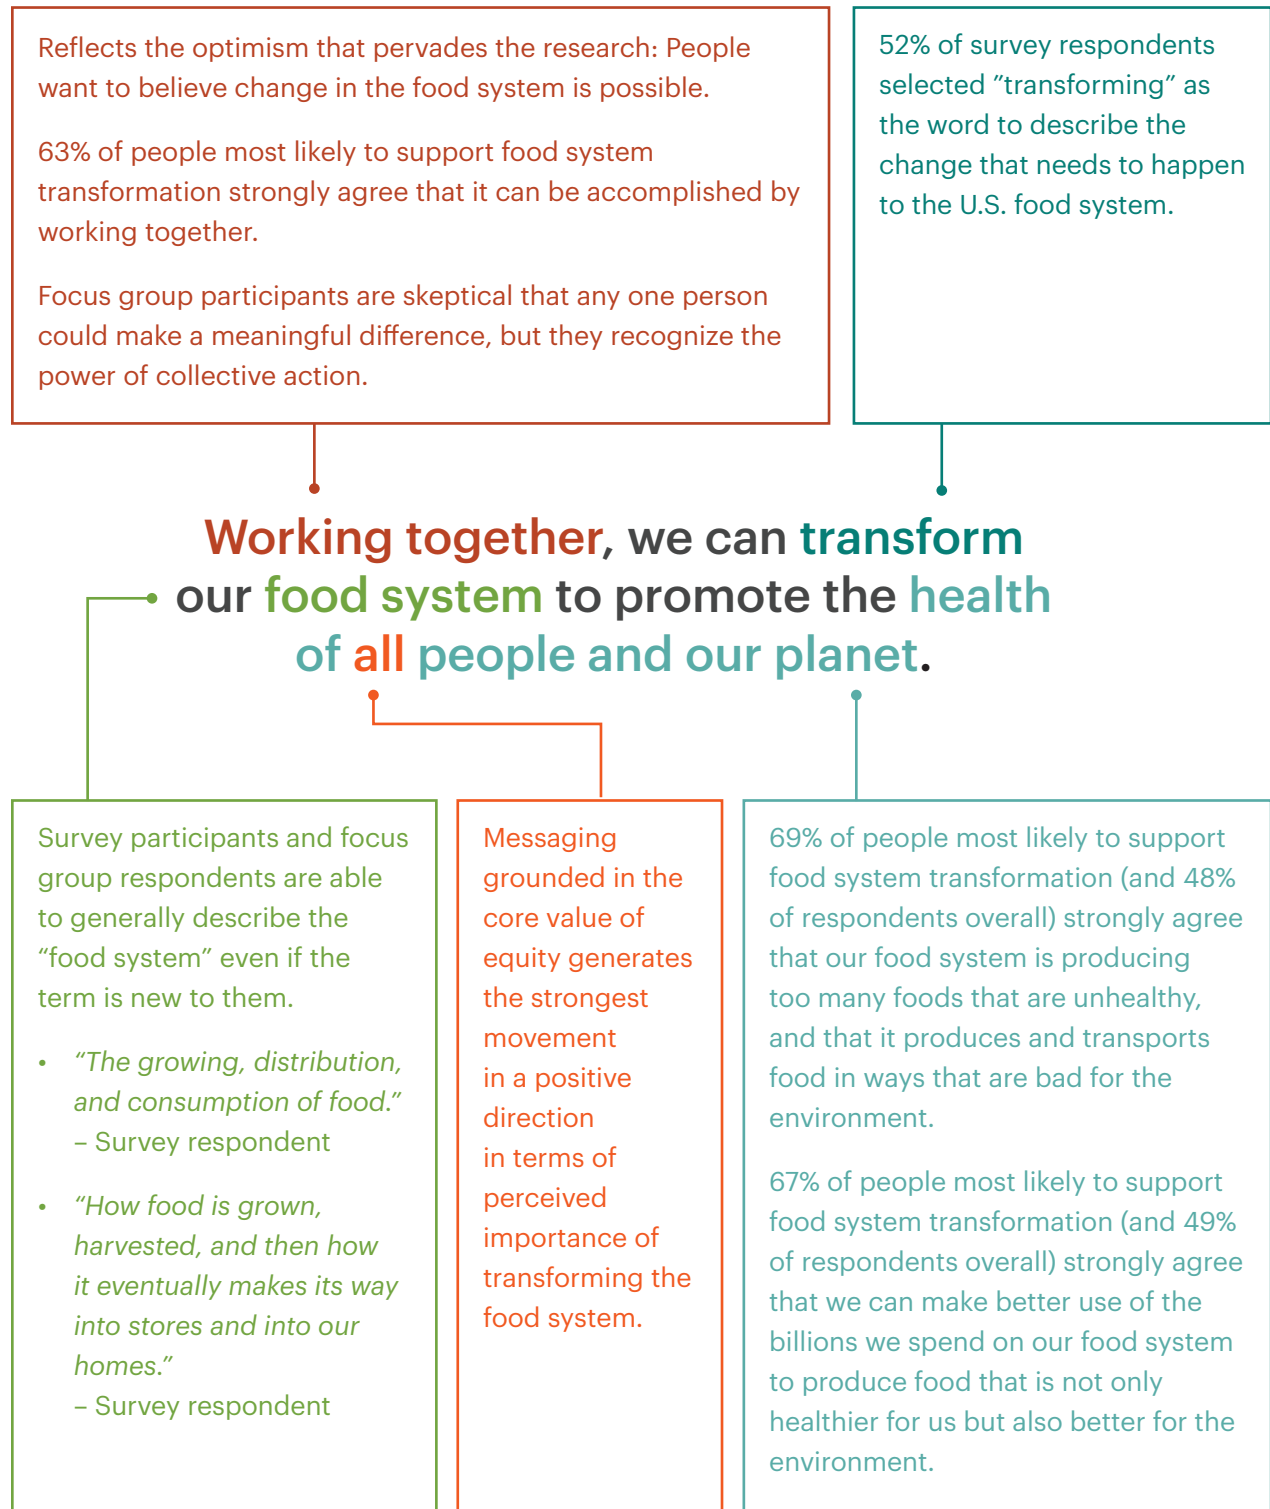 Reflects the optimism that pervades the research: People
want to believe change in the food system is possible.
63% of people most likely to support food system
transformation strongly agree that it can be accomplished by
working together.
Focus group participants are skeptical that any one person
could make a meaningful difference, but they recognize the
power of collective action.
52% of survey respondents
selected ”transforming” as
the word to describe the
change that needs to happen
to the U.S. food system.
Working together, we can transform
our food system to promote the health
of all people and our planet.
Survey participants and focus
group respondents are able
to generally describe the
“food system” even if the
term is new to them.
• “The growing, distribution,
and consumption of food.”
– Survey respondent
• “How food is grown,
harvested, and then how
it eventually makes its way
into stores and into our
homes.”
– Survey respondent
Messaging
grounded in the
core value of
equity generates
the strongest
movement
in a positive
direction
in terms of
perceived
importance of
transforming the
food system.
69% of people most likely to support
food system transformation (and 48%
of respondents overall) strongly agree
that our food system is producing
too many foods that are unhealthy,
and that it produces and transports
food in ways that are bad for the
environment.
67% of people most likely to support
food system transformation (and 49%
of respondents overall) strongly agree
that we can make better use of the
billions we spend on our food system
to produce food that is not only
healthier for us but also better for the
environment.